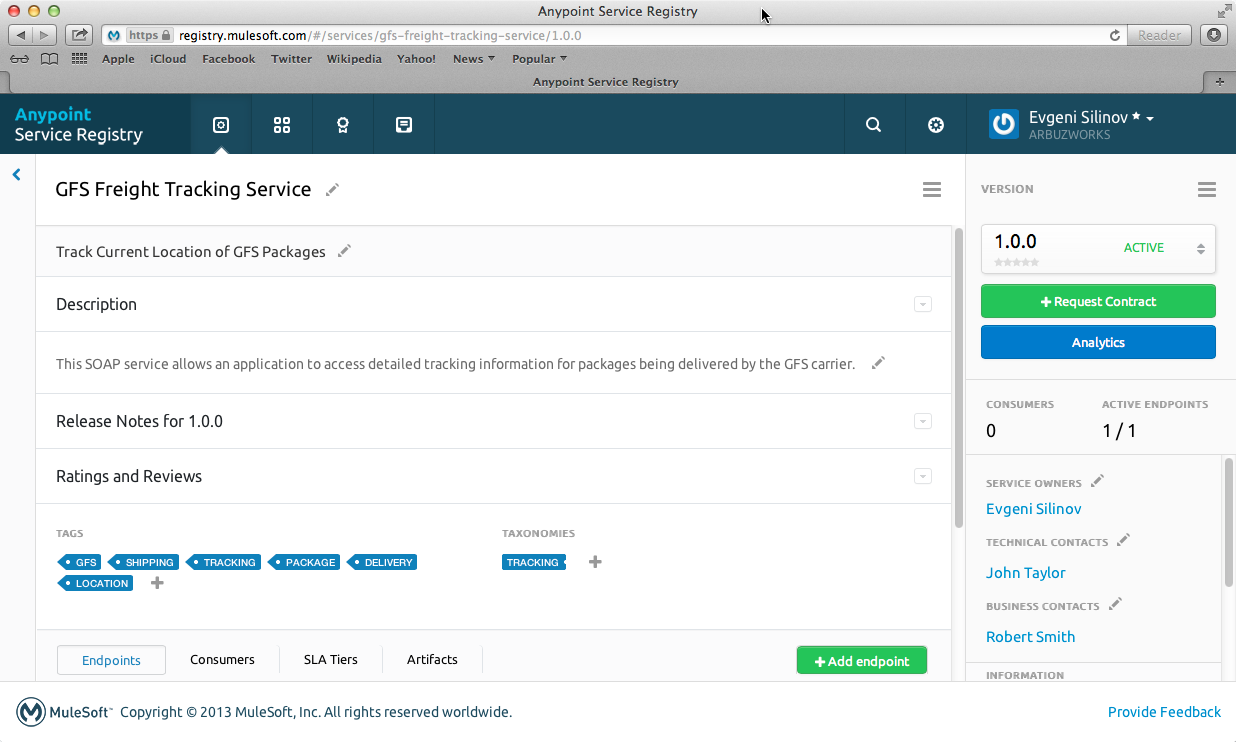 Anypoint Service Registry
https registry.mulesoft.com/#/services/gfs-freight-tracking-service/1.0.0 Reader
Apple iCloud Facebook Twitter Wikipedia Yahoo! News Popular
Anypoint Service Registry
Anypoint
Service Registry
Evgeni Silinov
ARBUZWORKS
GFS Freight Tracking Service
Track Current Location of GFS Packages
Description
This SOAP service allows an application to access detailed tracking information for packages being delivered by the GFS carrier.
Release Notes for 1.0.0
Ratings and Reviews
TAGS
GFS SHIPPING TRACKING PACKAGE DELIVERY
LOCATION
TAXONOMIES
TRACKING
Endpoints Consumers SLA Tiers Artifacts + Add endpoint
VERSION
1.0.0 ACTIVE
+ Request Contract
Analytics
CONSUMERS ACTIVE ENDPOINTS
0 1 / 1
SERVICE OWNERS
Evgeni Silinov
TECHNICAL CONTACTS
John Taylor
BUSINESS CONTACTS
Robert Smith
INFORMATION
MuleSoft™ Copyright © 2013 MuleSoft, Inc. All rights reserved worldwide. Provide Feedback